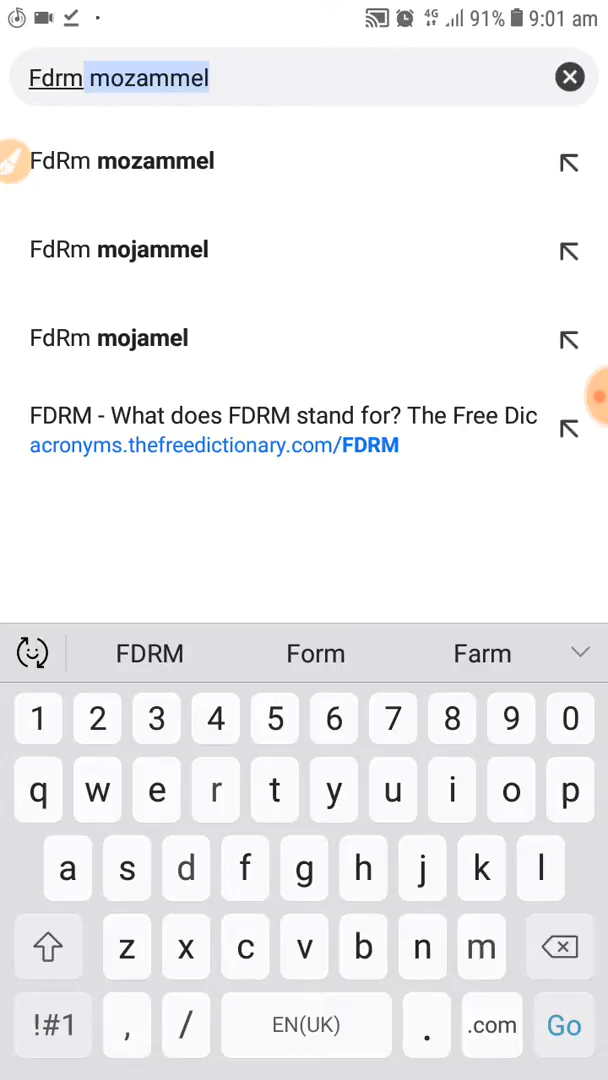 4G 91% 9:01 am
Fdrm mozammel
FdRm mozammel
FdRm mojammel
FdRm mojamel
FDRM - What does FDRM stand for? The Free Dic
acronyms.thefreedictionary.com/FDRM
FDRM Form Farm
1 2 3 4 5 6 7 8 9 0
q w e r t y u i o p
a s d f g h j k l
z x c v b n m
!#1 , / EN(UK) . .com Go